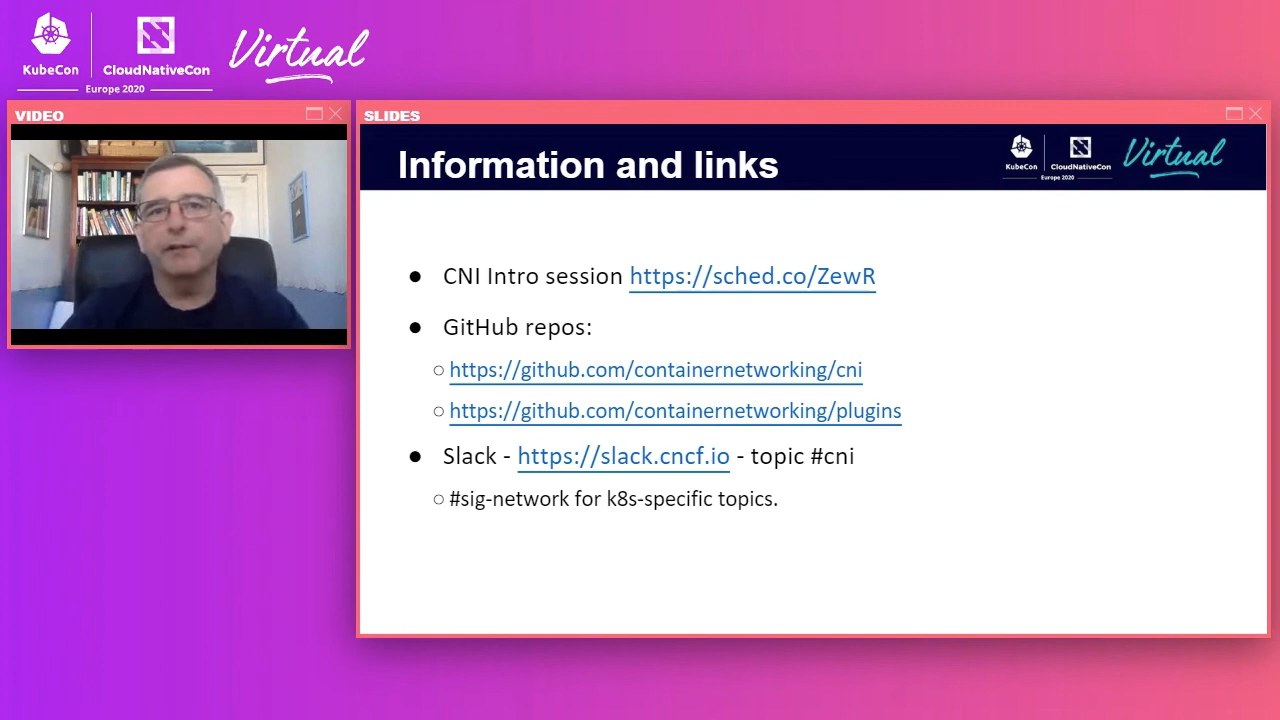 KubeCon
CloudNativeCon
Europe 2020
Virtual
VIDEO
SLIDES
Information and links
KubeCon
CloudNativeCon
Europe 2020
Virtual
● CNI Intro session https://sched.co/ZewR
● GitHub repos:
○ https://github.com/containernetworking/cni
○ https://github.com/containernetworking/plugins
● Slack - https://slack.cncf.io - topic #cni
○ #sig-network for k8s-specific topics.